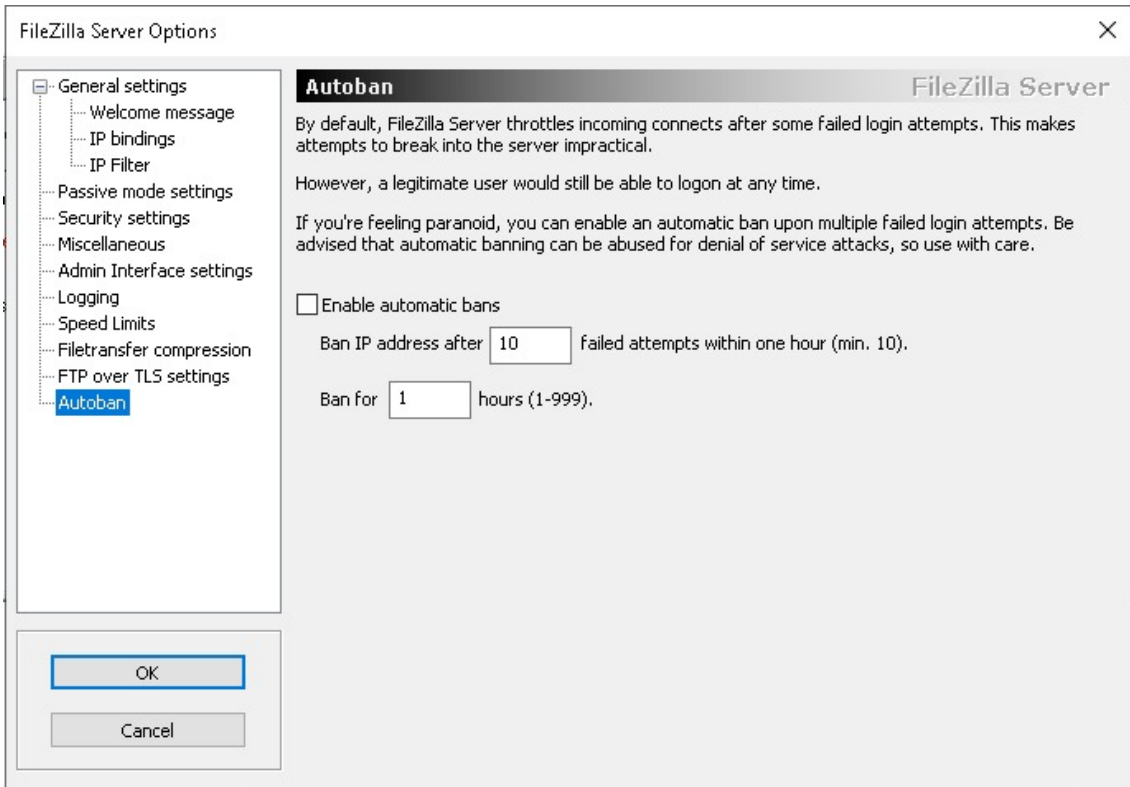 FileZilla Server Options
General settings
Welcome message
IP bindings
IP Filter
Passive mode settings
Security settings
Miscellaneous
Admin Interface settings
Logging
Speed Limits
Filetransfer compression
FTP over TLS settings
Autoban
OK
Cancel
Autoban
FileZilla Server
By default, FileZilla Server throttles incoming connects after some failed login attempts. This makes
attempts to break into the server impractical.
However, a legitimate user would still be able to logon at any time.
If you're feeling paranoid, you can enable an automatic ban upon multiple failed login attempts. Be
advised that automatic banning can be abused for denial of service attacks, so use with care.
Enable automatic bans
Ban IP address after 10 failed attempts within one hour (min. 10).
Ban for 1 hours (1-999).